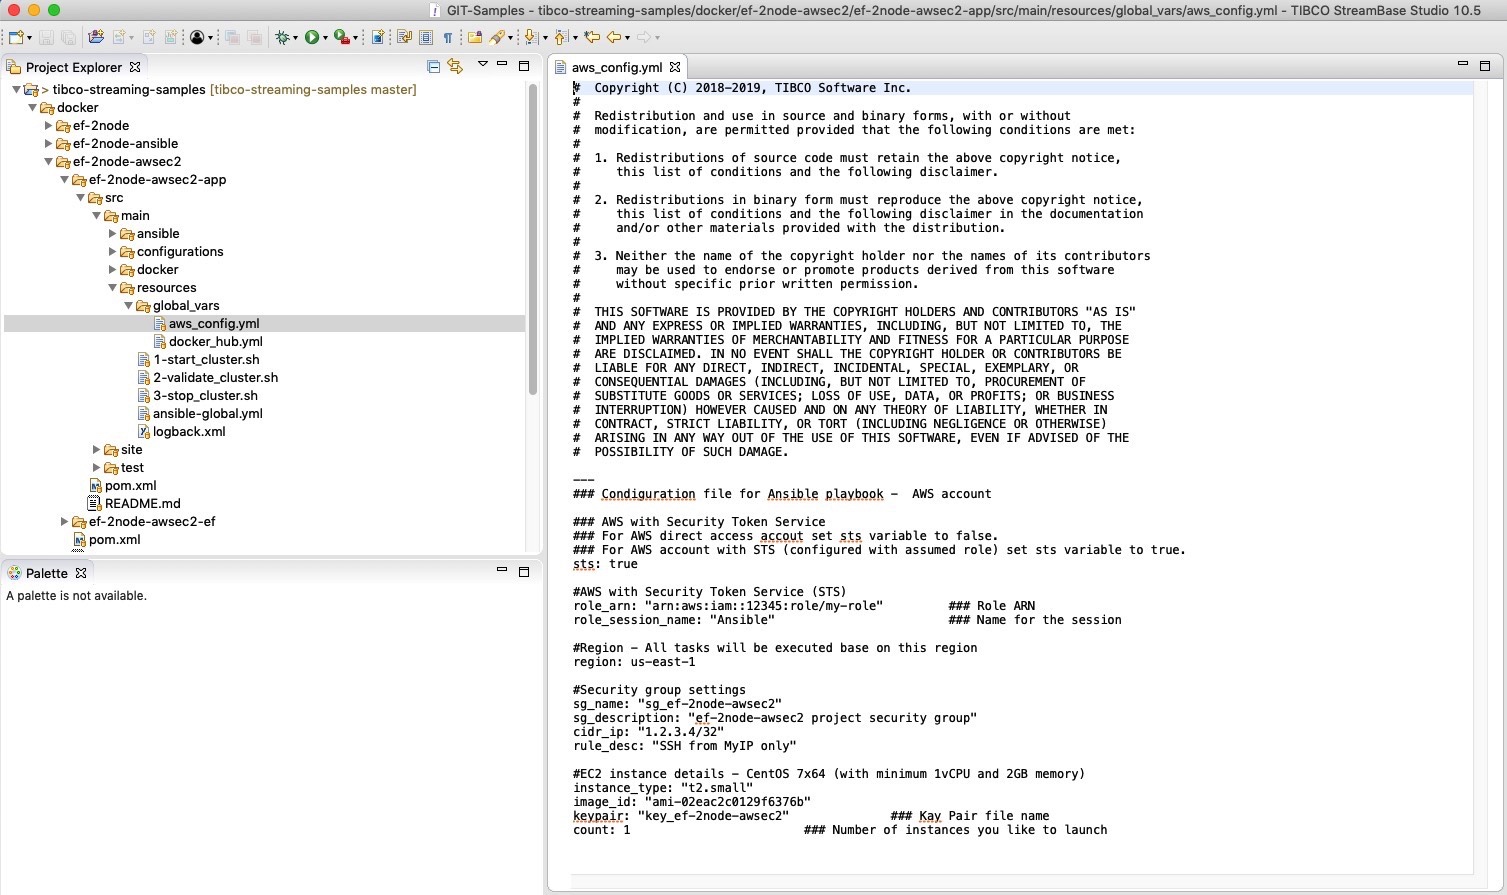 GIT-Samples - tibco-streaming-samples/docker/ef-2node-awsec2/ef-2node-awsec2-app/src/main/resources/global_vars/aws_config.yml - TIBCO StreamBase Studio 10.5
Project Explorer
> tibco-streaming-samples [tibco-streaming-samples master]
docker
ef-2node
ef-2node-ansible
ef-2node-awsec2
ef-2node-awsec2-app
src
main
ansible
configurations
docker
resources
global_vars
aws_config.yml
docker_hub.yml
1-start_cluster.sh
2-validate_cluster.sh
3-stop_cluster.sh
ansible-global.yml
logback.xml
site
test
pom.xml
README.md
ef-2node-awsec2-ef
pom.xml
Palette
A palette is not available.
aws_config.yml
#  Copyright (C) 2018-2019, TIBCO Software Inc.
#
#  Redistribution and use in source and binary forms, with or without
#  modification, are permitted provided that the following conditions are met:
#
#  1. Redistributions of source code must retain the above copyright notice,
#     this list of conditions and the following disclaimer.
#
#  2. Redistributions in binary form must reproduce the above copyright notice,
#     this list of conditions and the following disclaimer in the documentation
#     and/or other materials provided with the distribution.
#
#  3. Neither the name of the copyright holder nor the names of its contributors
#     may be used to endorse or promote products derived from this software
#     without specific prior written permission.
#
#  THIS SOFTWARE IS PROVIDED BY THE COPYRIGHT HOLDERS AND CONTRIBUTORS "AS IS"
#  AND ANY EXPRESS OR IMPLIED WARRANTIES, INCLUDING, BUT NOT LIMITED TO, THE
#  IMPLIED WARRANTIES OF MERCHANTABILITY AND FITNESS FOR A PARTICULAR PURPOSE
#  ARE DISCLAIMED. IN NO EVENT SHALL THE COPYRIGHT HOLDER OR CONTRIBUTORS BE
#  LIABLE FOR ANY DIRECT, INDIRECT, INCIDENTAL, SPECIAL, EXEMPLARY, OR
#  CONSEQUENTIAL DAMAGES (INCLUDING, BUT NOT LIMITED TO, PROCUREMENT OF
#  SUBSTITUTE GOODS OR SERVICES; LOSS OF USE, DATA, OR PROFITS; OR BUSINESS
#  INTERRUPTION) HOWEVER CAUSED AND ON ANY THEORY OF LIABILITY, WHETHER IN
#  CONTRACT, STRICT LIABILITY, OR TORT (INCLUDING NEGLIGENCE OR OTHERWISE)
#  ARISING IN ANY WAY OUT OF THE USE OF THIS SOFTWARE, EVEN IF ADVISED OF THE
#  POSSIBILITY OF SUCH DAMAGE.
---
### Condiguration file for Ansible playbook -  AWS account
### AWS with Security Token Service
### For AWS direct access accout set sts variable to false.
### For AWS account with STS (configured with assumed role) set sts variable to true.
sts: true
#AWS with Security Token Service (STS)
role_arn: "arn:aws:iam::12345:role/my-role"         ### Role ARN
role_session_name: "Ansible"                        ### Name for the session
#Region - All tasks will be executed base on this region
region: us-east-1
#Security group settings
sg_name: "sg_ef-2node-awsec2"
sg_description: "ef-2node-awsec2 project security group"
cidr_ip: "1.2.3.4/32"
rule_desc: "SSH from MyIP only"
#EC2 instance details - CentOS 7x64 (with minimum 1vCPU and 2GB memory)
instance_type: "t2.small"
image_id: "ami-02eac2c0129f6376b"
keypair: "key_ef-2node-awsec2"              ### Kay Pair file name
count: 1                        ### Number of instances you like to launch